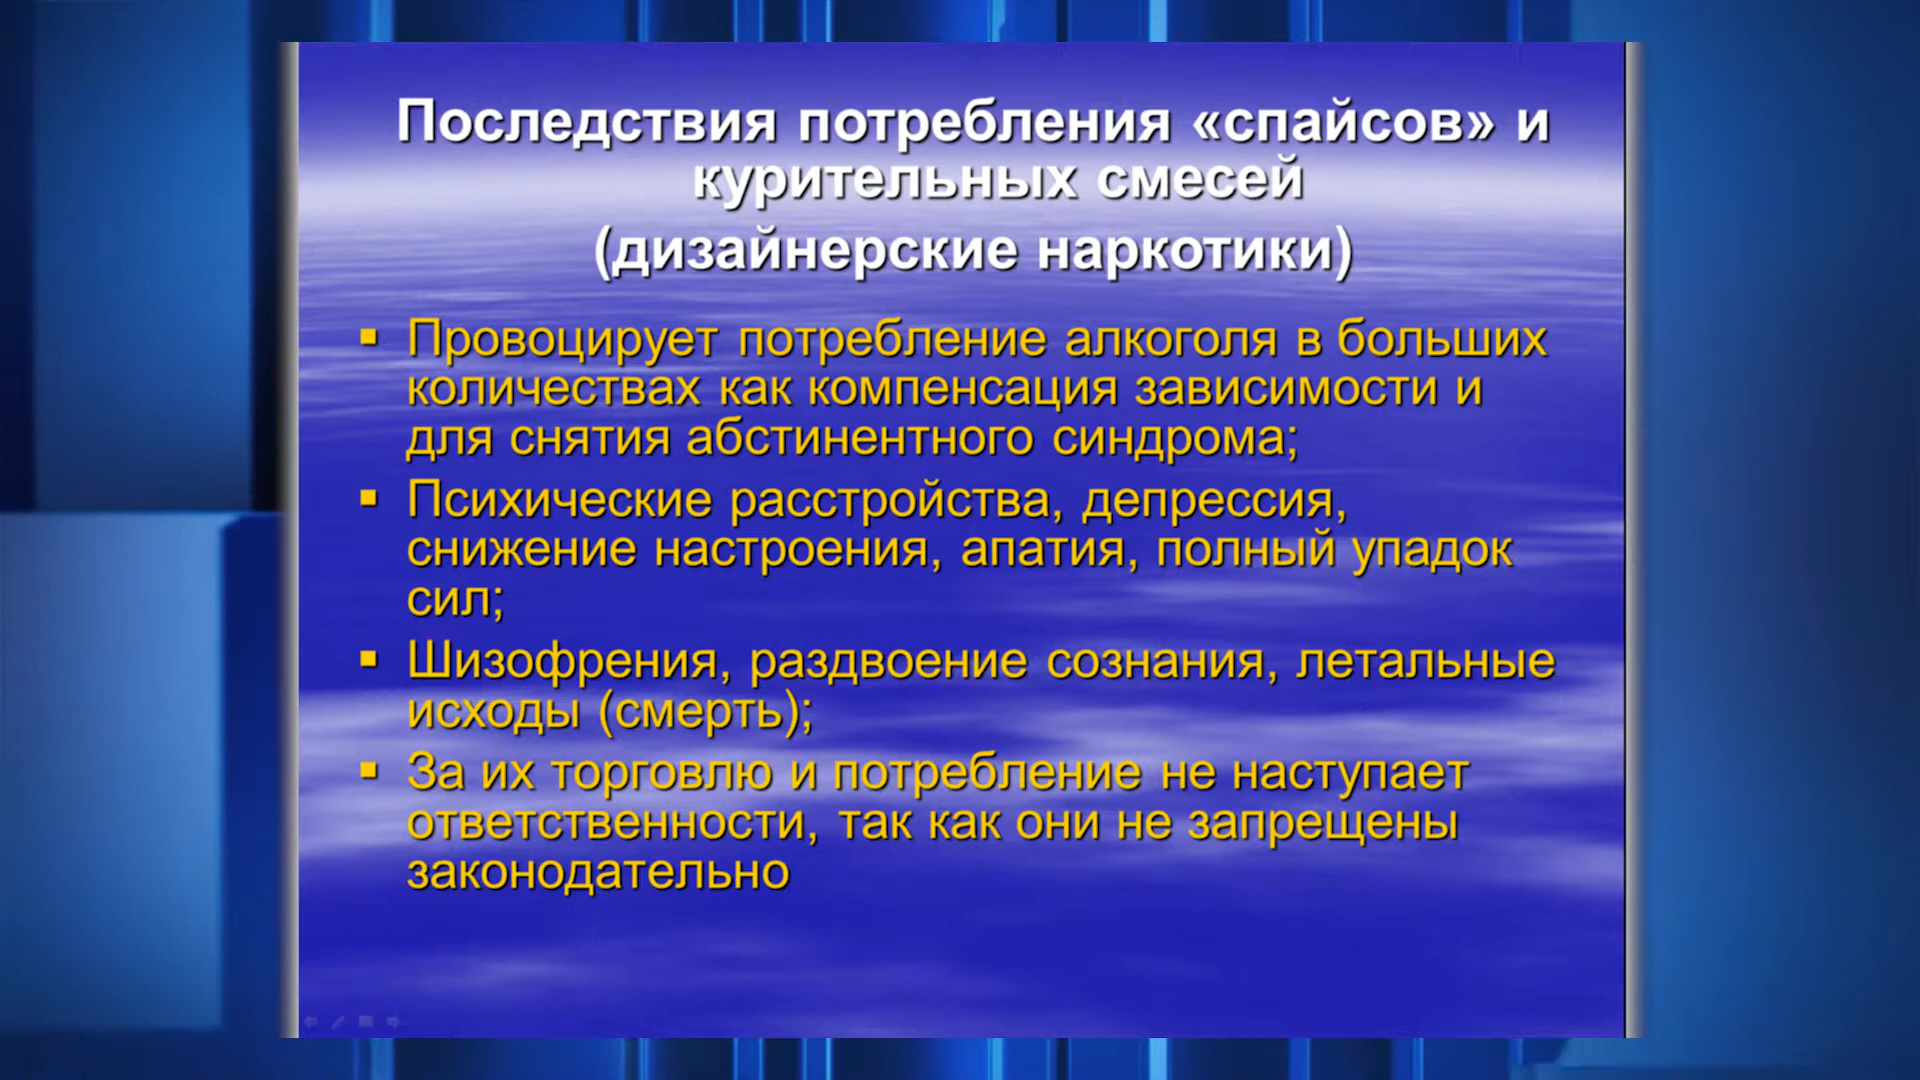 Последствия потребления «спайсов» и
курительных смесей
(дизайнерские наркотики)
▪ Провоцирует потребление алкоголя в больших
количествах как компенсация зависимости и
для снятия абстинентного синдрома;
▪ Психические расстройства, депрессия,
снижение настроения, апатия, полный упадок
сил;
▪ Шизофрения, раздвоение сознания, летальные
исходы (смерть);
▪ За их торговлю и потребление не наступает
ответственности, так как они не запрещены
законодательно